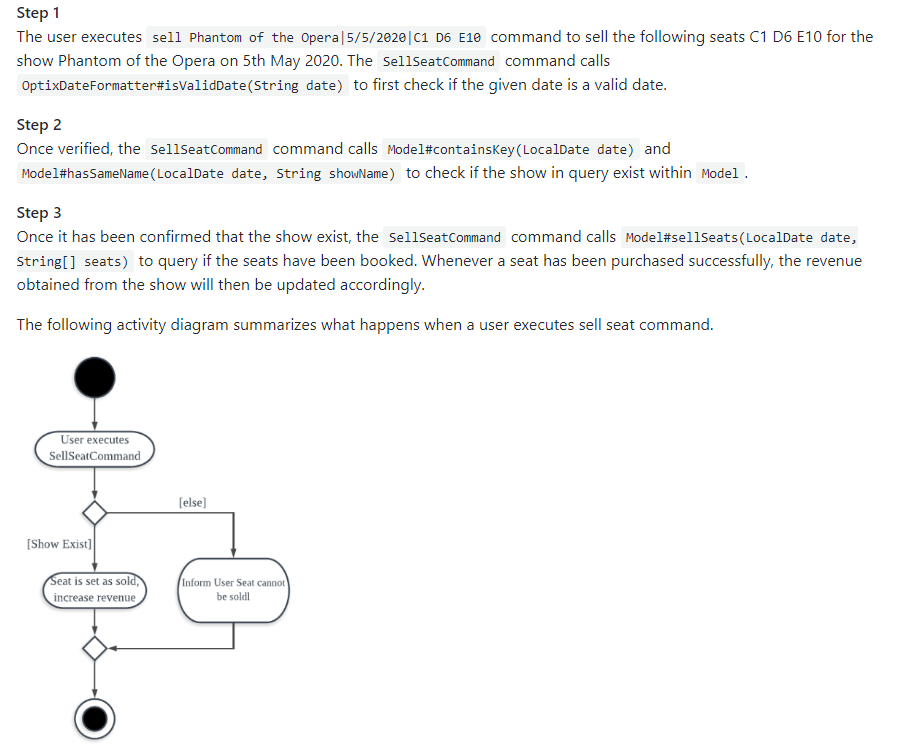 Step 1
The user executes sell Phantom of the Opera|5/5/2020|C1 D6 E10 command to sell the following seats C1 D6 E10 for the
show Phantom of the Opera on 5th May 2020. The SellSeatCommand command calls
OptixDateFormatter#isValidDate(String date) to first check if the given date is a valid date.
Step 2
Once verified, the SellSeatCommand command calls Model#containsKey(LocalDate date) and
Model#hasSameName(LocalDate date, String showName) to check if the show in query exist within Model .
Step 3
Once it has been confirmed that the show exist, the SellSeatCommand command calls Model#sellSeats(LocalDate date,
String[] seats) to query if the seats have been booked. Whenever a seat has been purchased successfully, the revenue
obtained from the show will then be updated accordingly.
The following activity diagram summarizes what happens when a user executes sell seat command.
User executes
SellSeatCommand
[else]
[Show Exist]
Seat is set as sold,
increase revenue
Inform User Seat cannot
be soldl